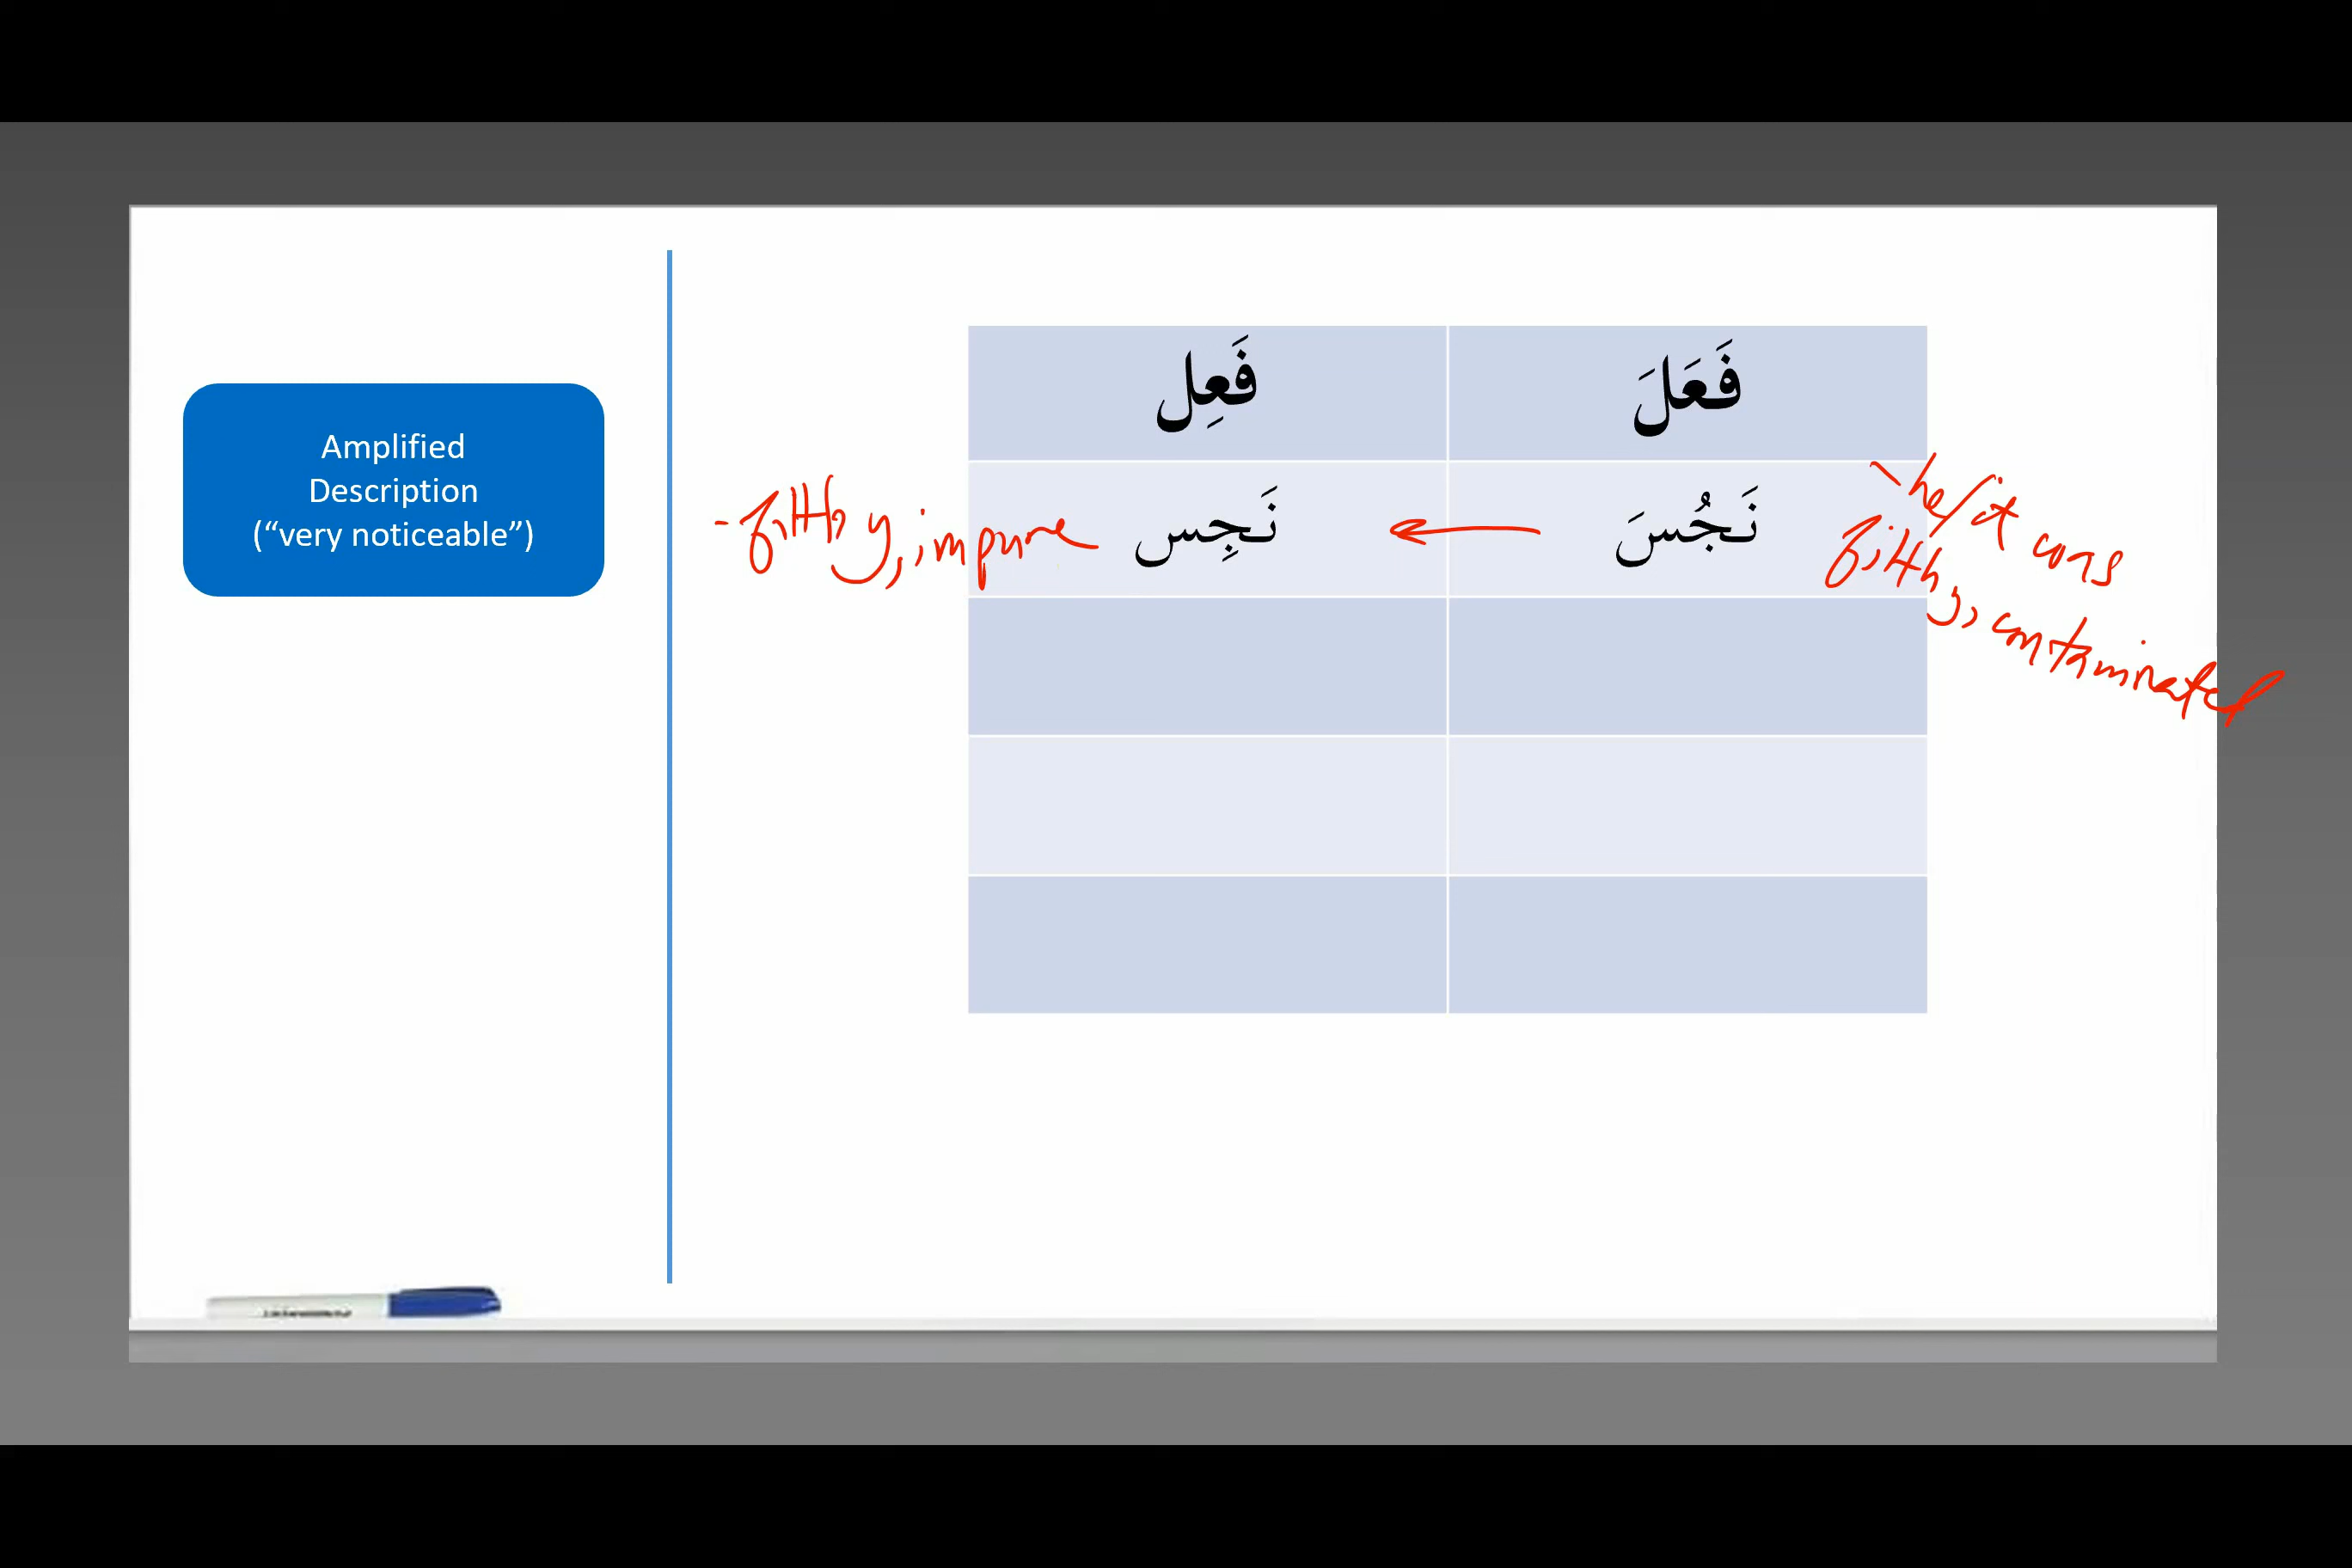 Amplified
Description
("very noticeable")
فَعَلَ
فَعِل
نَجُسَ
نَجِس
- he/it was
filthy, contaminated
- filthy, impure